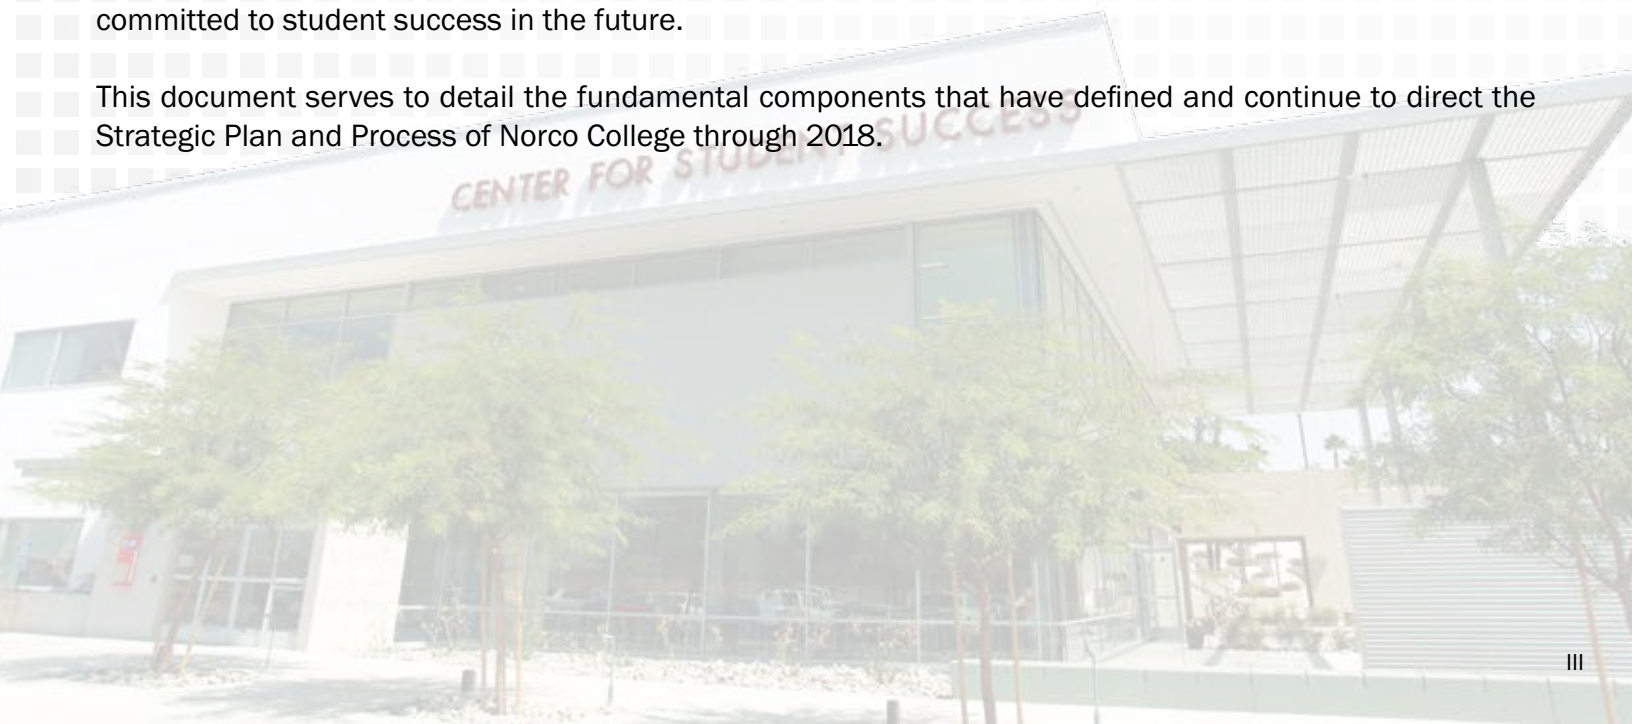 committed to student success in the future.
This document serves to detail the fundamental components that have defined and continue to direct the
Strategic Plan and Process of Norco College through 2018.
CENTER FOR STUDENT SUCCESS
III